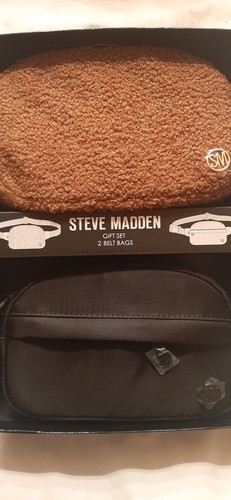 SM
STEVE MADDEN
GIFT SET
2 BELT BAGS